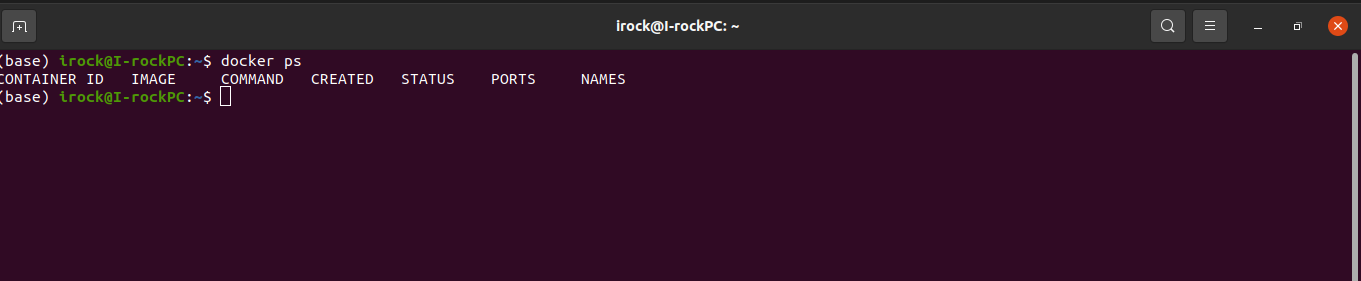 irock@I-rockPC: ~
(base) irock@I-rockPC:~$ docker ps
CONTAINER ID   IMAGE     COMMAND   CREATED   STATUS    PORTS     NAMES
(base) irock@I-rockPC:~$